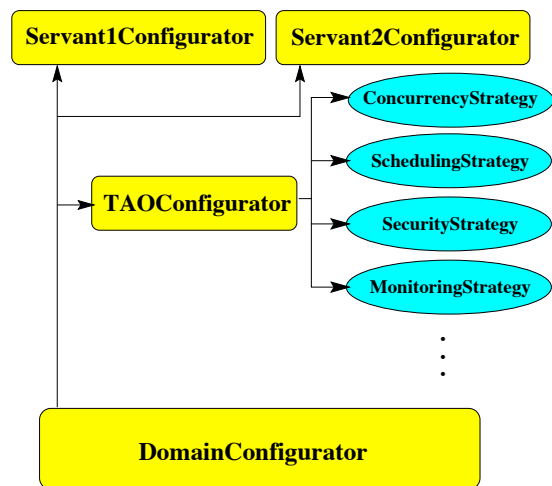 Servant1Configurator
Servant2Configurator
ConcurrencyStrategy
SchedulingStrategy
TAOConfigurator
SecurityStrategy
MonitoringStrategy
.
.
.
DomainConfigurator